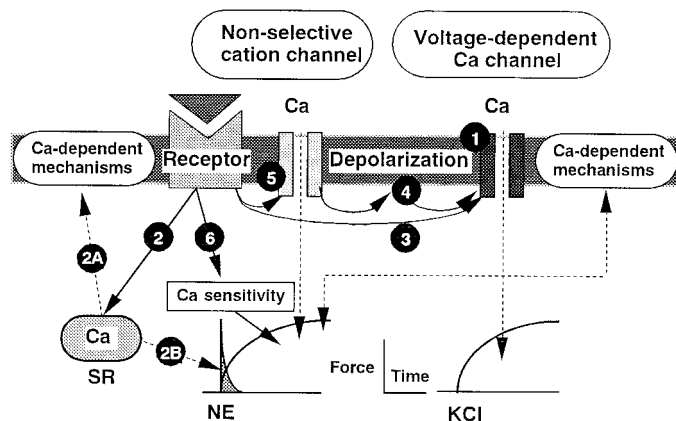 Non-selective
cation channel
Voltage-dependent
Ca channel
Ca
Ca
1
Ca-dependent
mechanisms
Receptor
5
Depolarization
4
Ca-dependent
mechanisms
2
6
3
2A
Ca sensitivity
Ca
2B
SR
Force
Time
NE
KCl